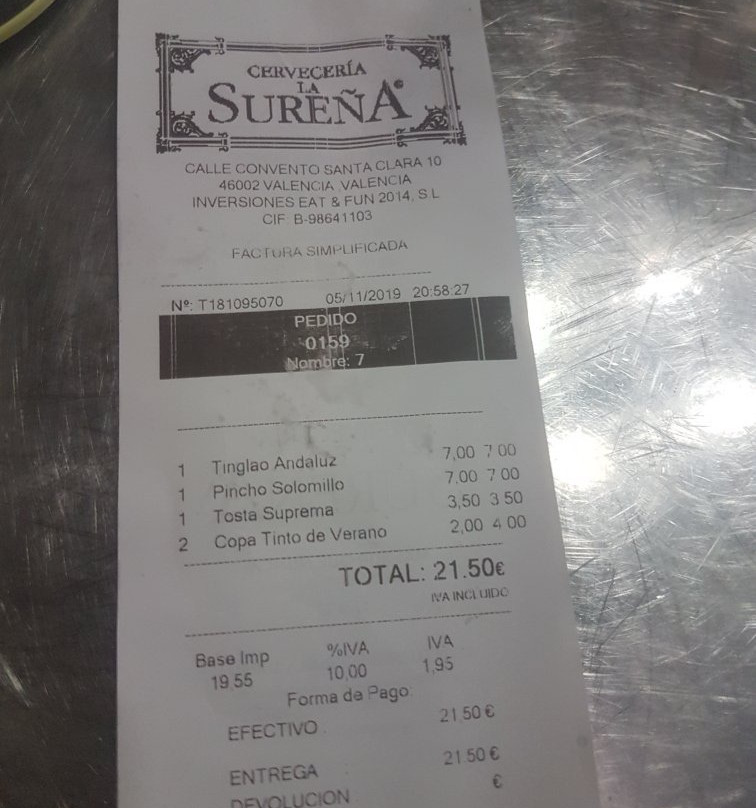 CERVECERÍA
LA
SUREÑA
CALLE CONVENTO SANTA CLARA 10
46002 VALENCIA VALENCIA
INVERSIONES EAT & FUN 2014, S.L
CIF: B-98641103
FACTURA SIMPLIFICADA
Nº: T181095070 05/11/2019 20:58:27
PEDIDO
0159
Nombre: 7
1 Tinglao Andaluz 7,00 7,00
1 Pincho Solomillo 7,00 7,00
1 Tosta Suprema 3,50 3,50
2 Copa Tinto de Verano 2,00 4,00
TOTAL: 21.50€
IVA INCLUIDO
Base Imp %IVA IVA
19,55 10,00 1,95
Forma de Pago:
EFECTIVO 21,50 €
ENTREGA 21,50 €
DEVOLUCION €